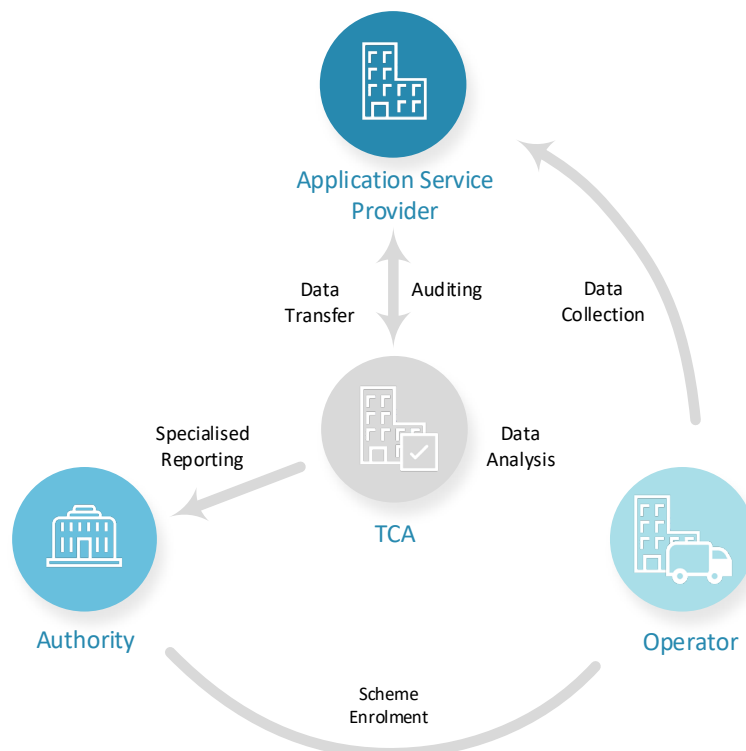 Application Service
Provider
Data
Transfer
Auditing
Data
Collection
Specialised
Reporting
Data
Analysis
TCA
Authority
Operator
Scheme
Enrolment